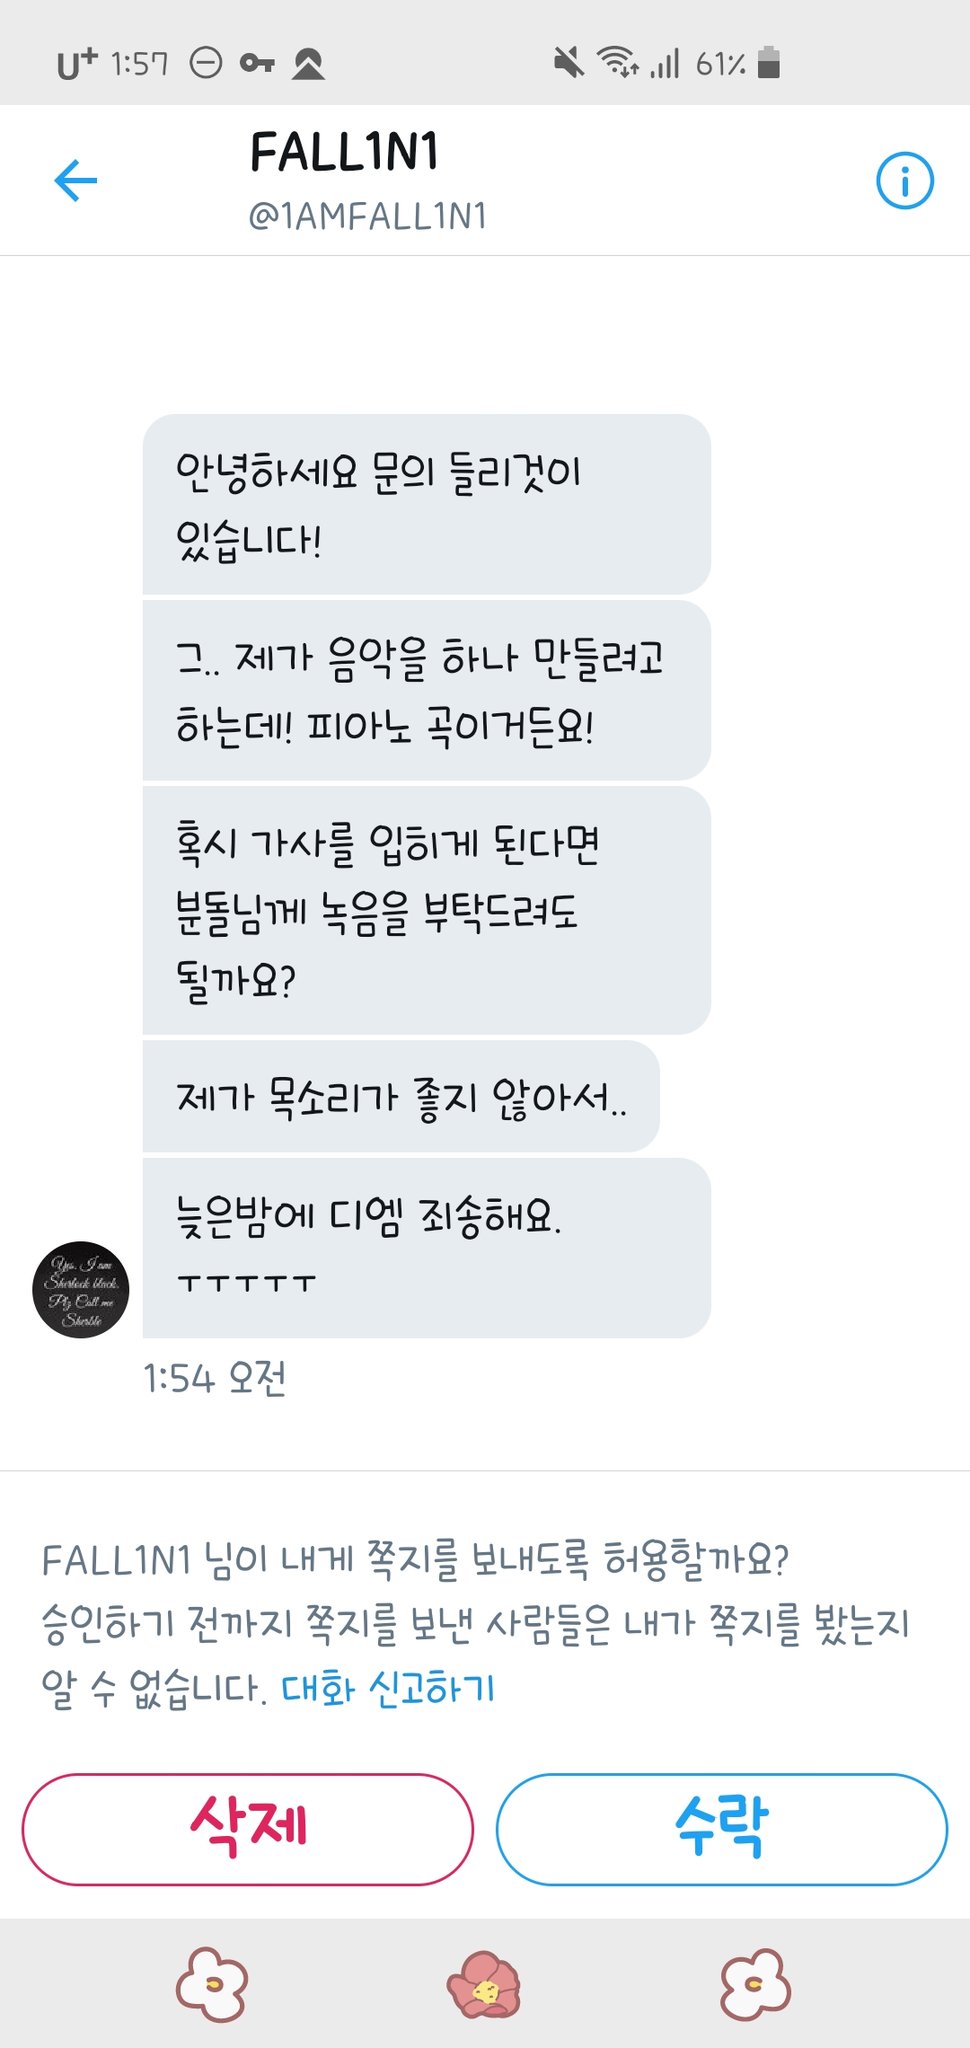 U+ 1:57 61%
FALL1N1
@1AMFALL1N1
안녕하세요 문의 들리것이
있습니다!
그.. 제가 음악을 하나 만들려고
하는데! 피아노 곡이거든요!
혹시 가사를 입히게 된다면
분돌님께 녹음을 부탁드려도
될까요?
제가 목소리가 좋지 않아서..
늦은밤에 디엠 죄송해요.
ㅜㅜㅜㅜㅜ
Yes. I am
Sherlock black.
Plz Call me
Sherble
1:54 오전
FALL1N1 님이 내게 쪽지를 보내도록 허용할까요?
승인하기 전까지 쪽지를 보낸 사람들은 내가 쪽지를 봤는지
알 수 없습니다. 대화 신고하기
삭제
수락